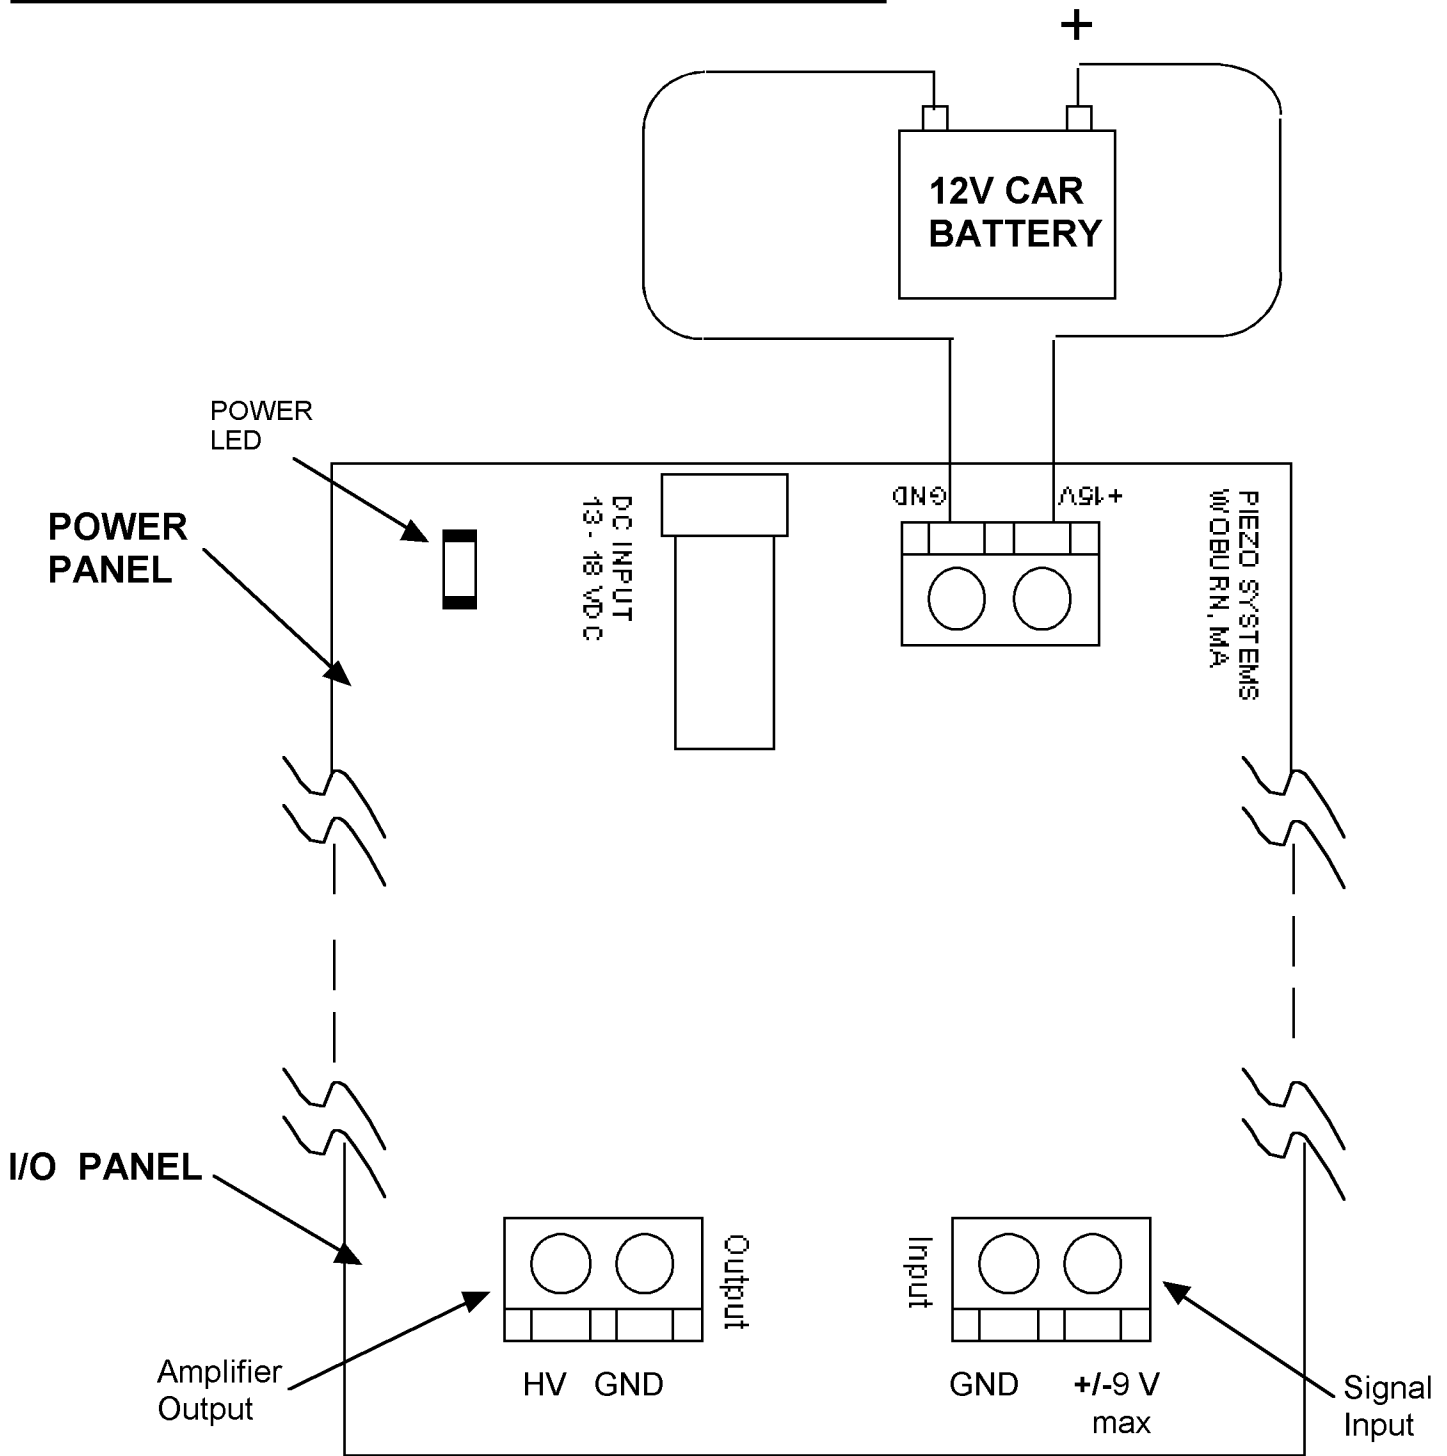 +
12V CAR
BATTERY
POWER
LED
POWER
PANEL
DC INPUT
13 - 18 VDC
GND
+15V
PIEZO SYSTEMS
WOBURN, MA
I/O PANEL
Output
Input
Amplifier
Output
HV GND
GND +/-9 V
max
Signal
Input